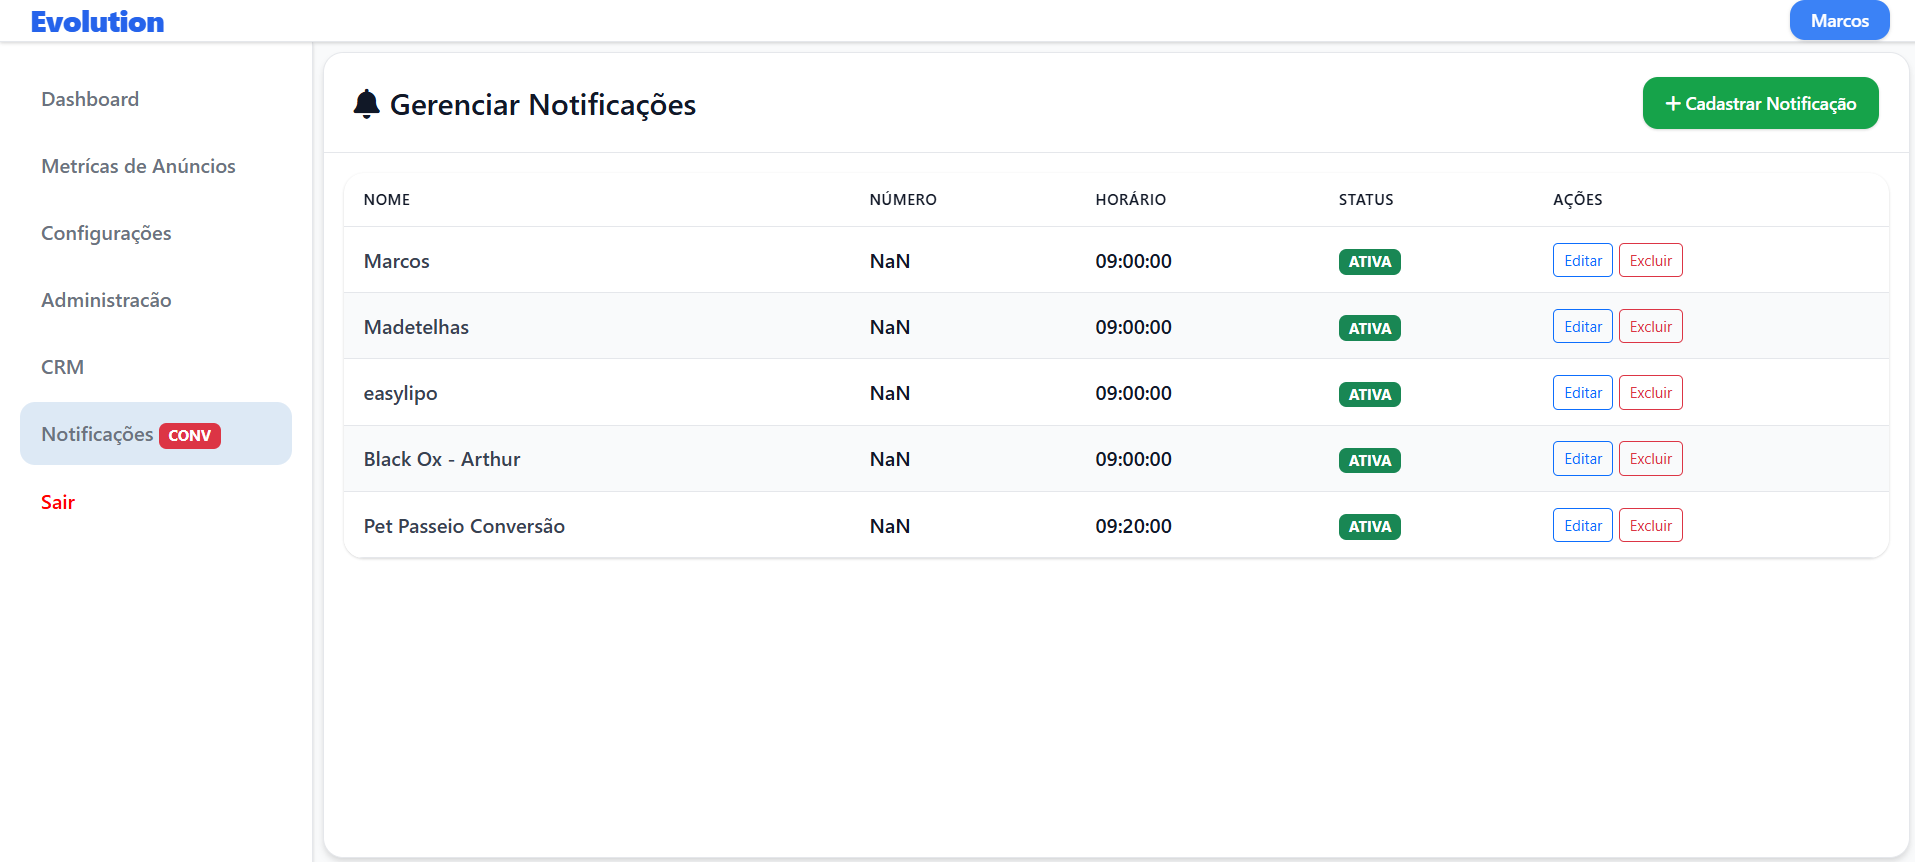 Evolution
Marcos
Dashboard
Metrícas de Anúncios
Configurações
Administracão
CRM
Notificações CONV
Sair
Gerenciar Notificações
+ Cadastrar Notificação
NOME NÚMERO HORÁRIO STATUS AÇÕES
Marcos NaN 09:00:00 ATIVA Editar Excluir
Madetelhas NaN 09:00:00 ATIVA Editar Excluir
easylipo NaN 09:00:00 ATIVA Editar Excluir
Black Ox - Arthur NaN 09:00:00 ATIVA Editar Excluir
Pet Passeio Conversão NaN 09:20:00 ATIVA Editar Excluir